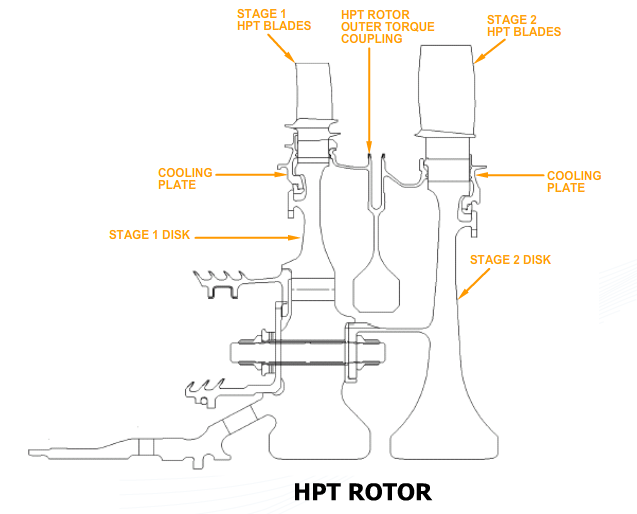 STAGE 1
HPT BLADES
HPT ROTOR
OUTER TORQUE
COUPLING
STAGE 2
HPT BLADES
COOLING
PLATE
COOLING
PLATE
STAGE 1 DISK
STAGE 2 DISK
HPT ROTOR